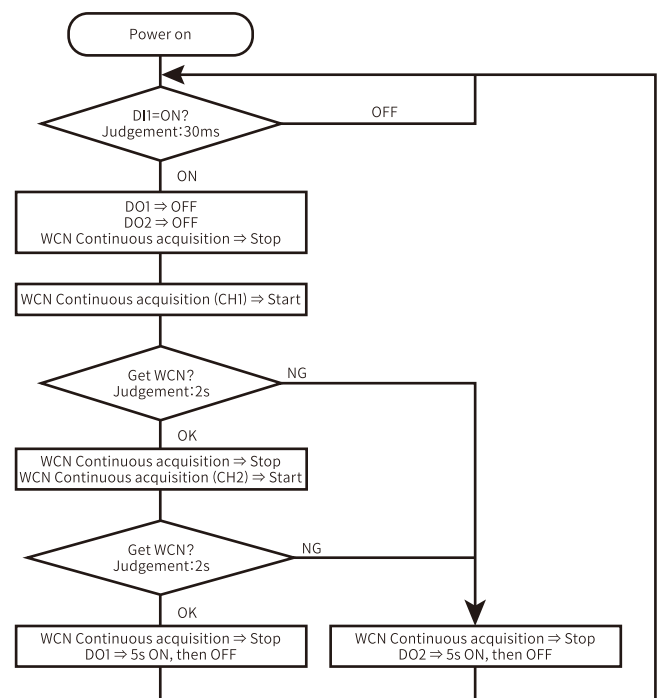 Power on
DI1=ON?
Judgement:30ms
OFF
ON
DO1 ⇒ OFF
DO2 ⇒ OFF
WCN Continuous acquisition ⇒ Stop
WCN Continuous acquisition (CH1) ⇒ Start
Get WCN?
Judgement:2s
NG
OK
WCN Continuous acquisition ⇒ Stop
WCN Continuous acquisition (CH2) ⇒ Start
Get WCN?
Judgement:2s
NG
OK
WCN Continuous acquisition ⇒ Stop
DO1 ⇒ 5s ON, then OFF
WCN Continuous acquisition ⇒ Stop
DO2 ⇒ 5s ON, then OFF